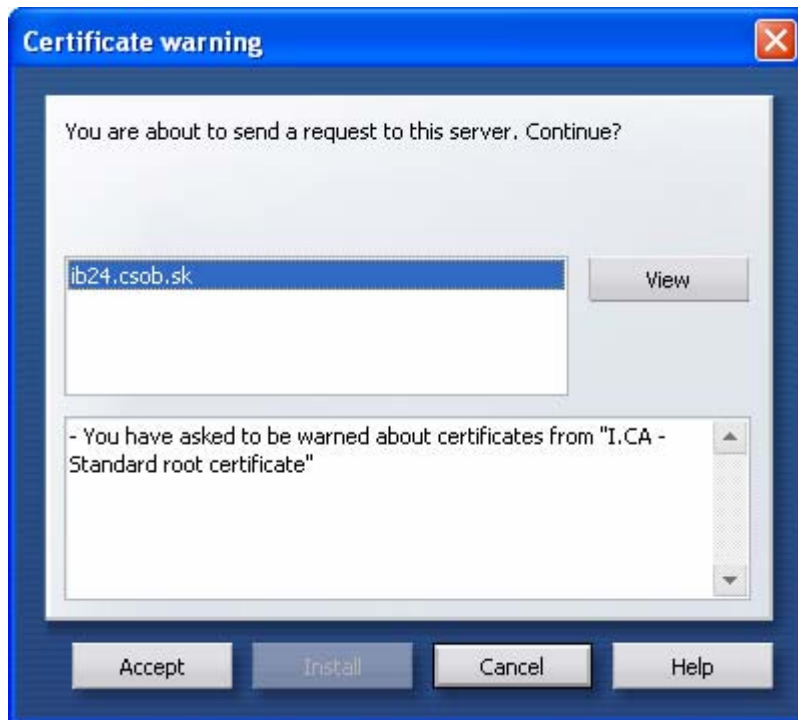 Certificate warning
You are about to send a request to this server. Continue?
ib24.csob.sk
View
- You have asked to be warned about certificates from "I.CA -
Standard root certificate"
Accept
Install
Cancel
Help